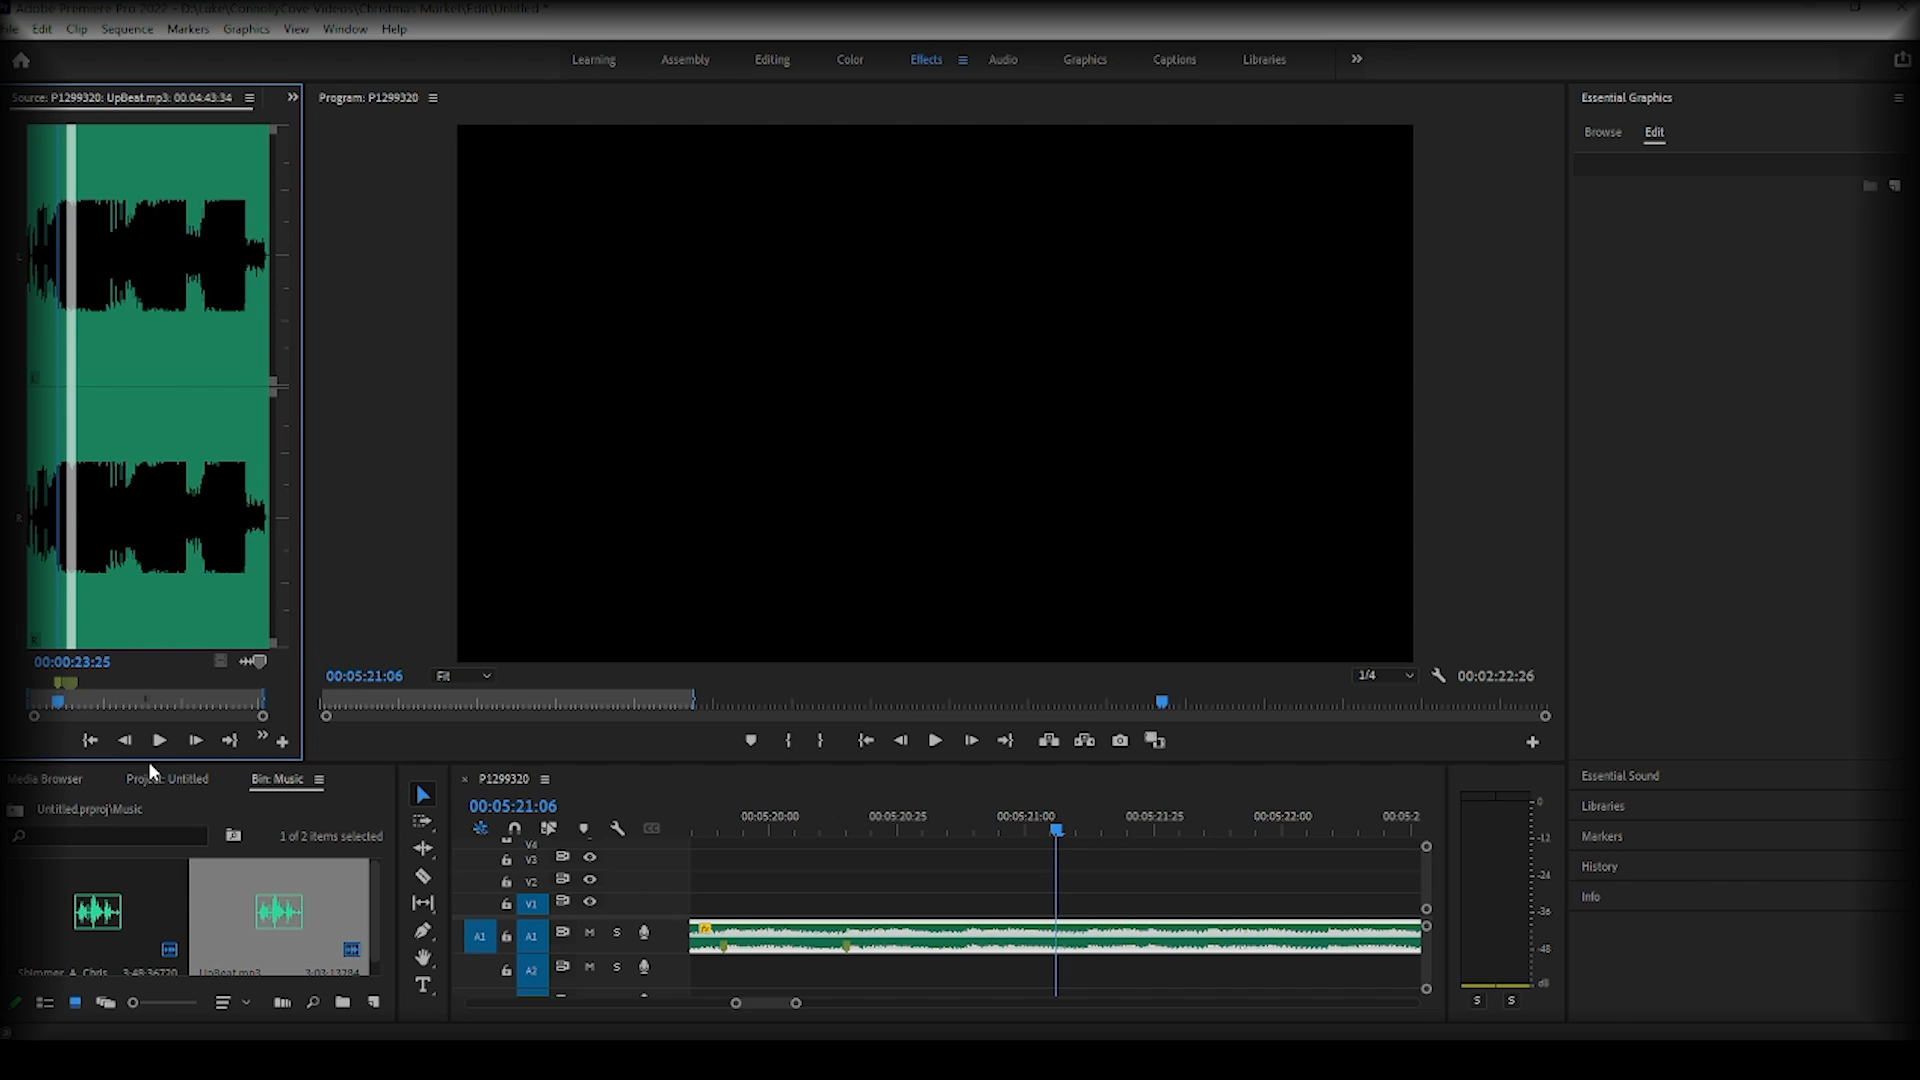 Adobe Premiere Pro 2022 - D:\Luke\ConnollyCove Videos\Christmas Market\Edit\Untitled *
File Edit Clip Sequence Markers Graphics View Window Help
Learning Assembly Editing Color Effects Audio Graphics Captions Libraries
Source: P1299320: UpBeat.mp3: 00:04:43:34
Program: P1299320
Essential Graphics
Browse Edit
L
R
00:00:23:25
00:05:21:06 Fit 1/4 00:02:22:26
Media Browser Project: Untitled Bin: Music
Untitled.prproj\Music
1 of 2 items selected
Shimmer_A_Chris... 3:48:36720
UpBeat.mp3 3:03:13284
P1299320
00:05:21:06
00:05:20:00 00:05:20:25 00:05:21:00 00:05:21:25 00:05:22:00 00:05:2
V4
V3
V2
V1
A1 A1 M S
A2 M S
0
-12
-24
-36
-48
dB
S S
Essential Sound
Libraries
Markers
History
Info